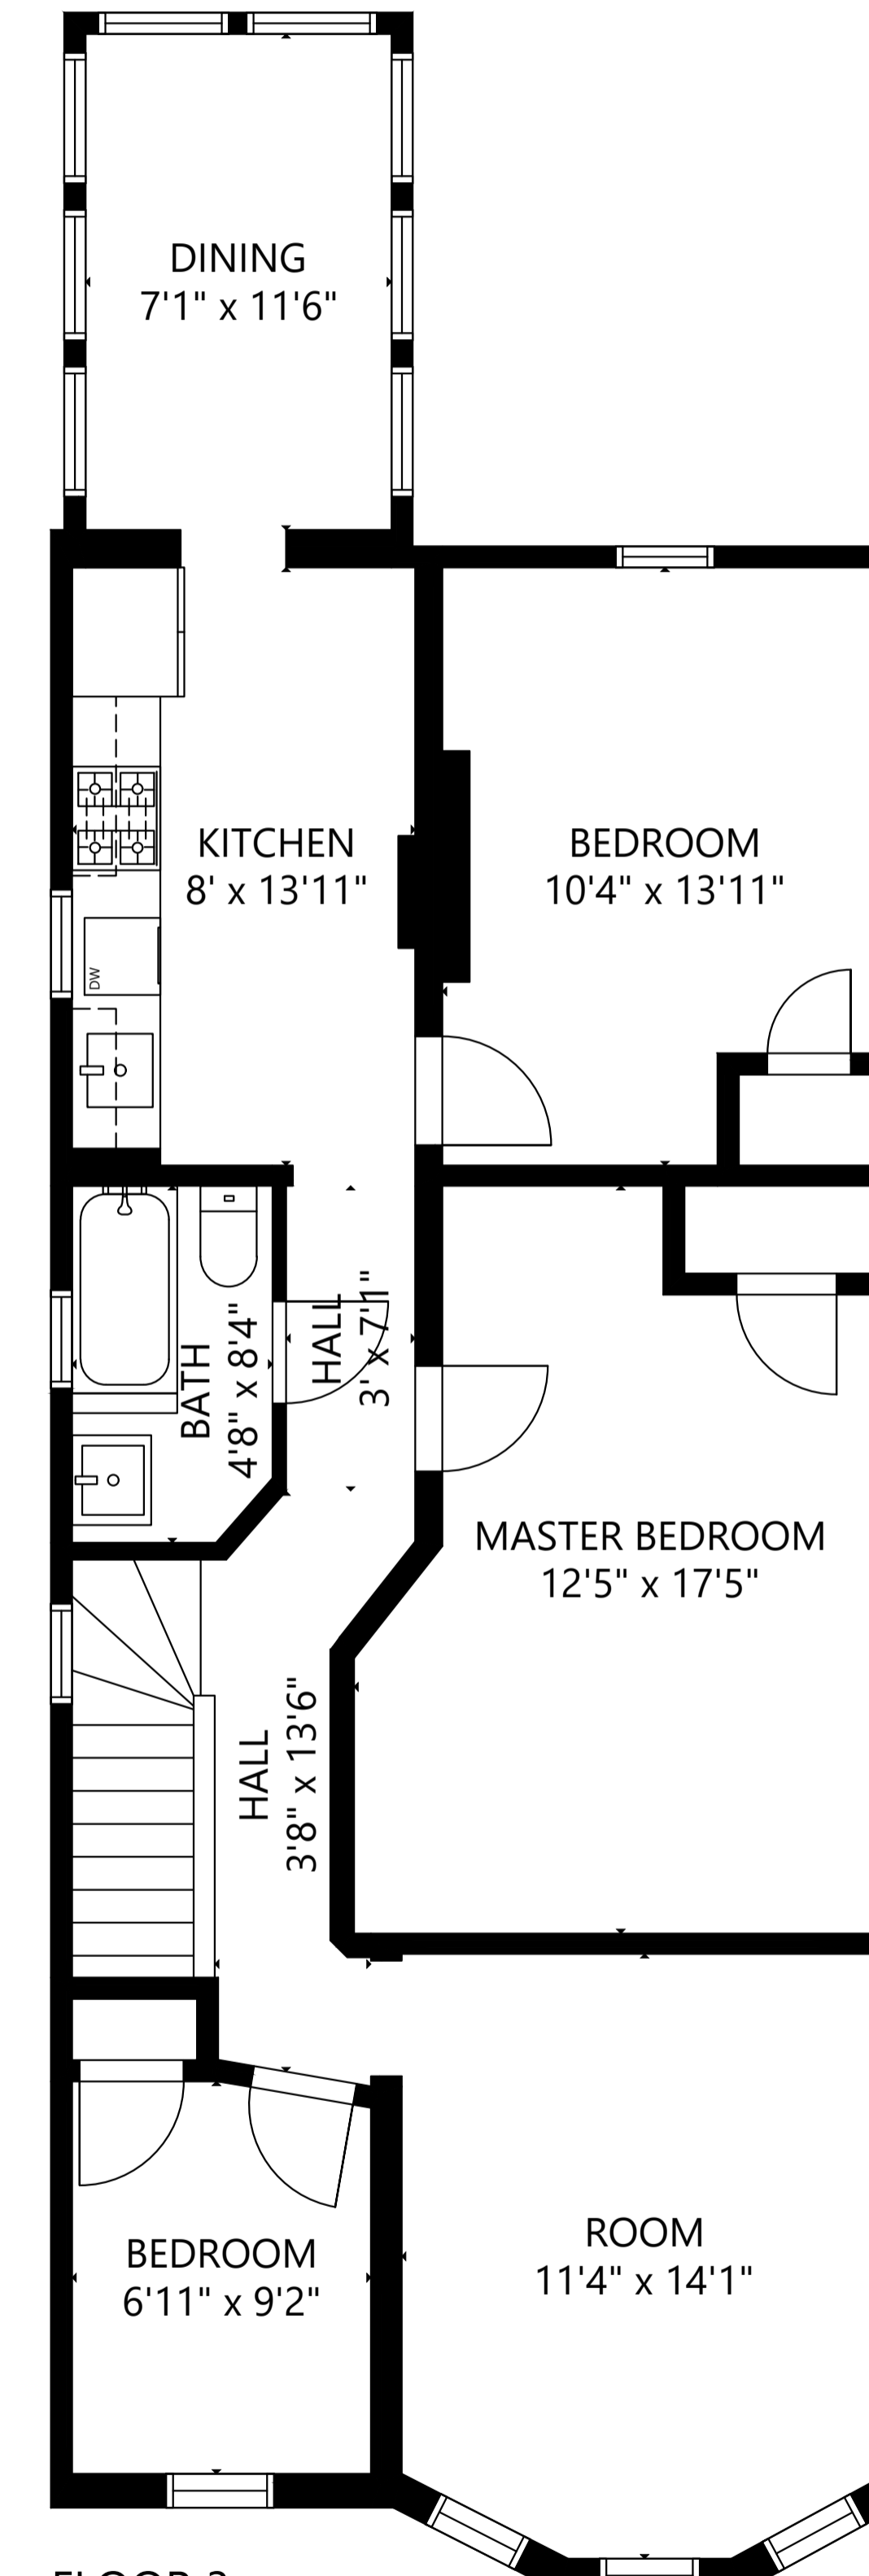 DINING
7'1" x 11'6"
KITCHEN
8' x 13'11"
BEDROOM
10'4" x 13'11"
DW
HALL
3' x 7'1"
BATH
4'8" x 8'4"
MASTER BEDROOM
12'5" x 17'5"
HALL
3'8" x 13'6"
ROOM
11'4" x 14'1"
BEDROOM
6'11" x 9'2"